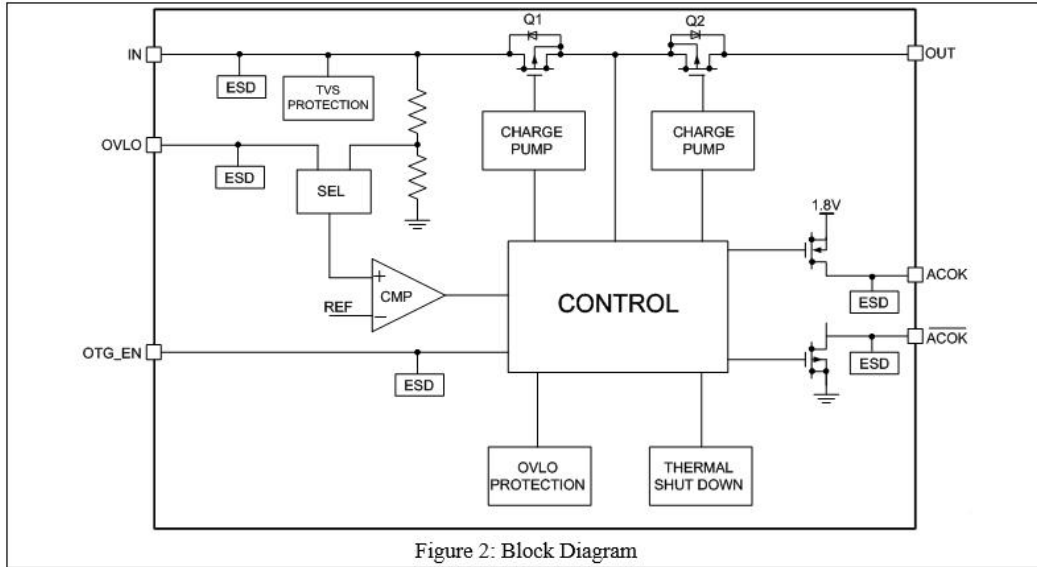 Q1
Q2
IN
OUT
ESD
TVS
PROTECTION
OVLO
CHARGE
PUMP
CHARGE
PUMP
ESD
SEL
1.8V
CMP
REF
CONTROL
ACOK
ESD
ACOK
ESD
OTG_EN
ESD
OVLO
PROTECTION
THERMAL
SHUT DOWN
Figure 2: Block Diagram